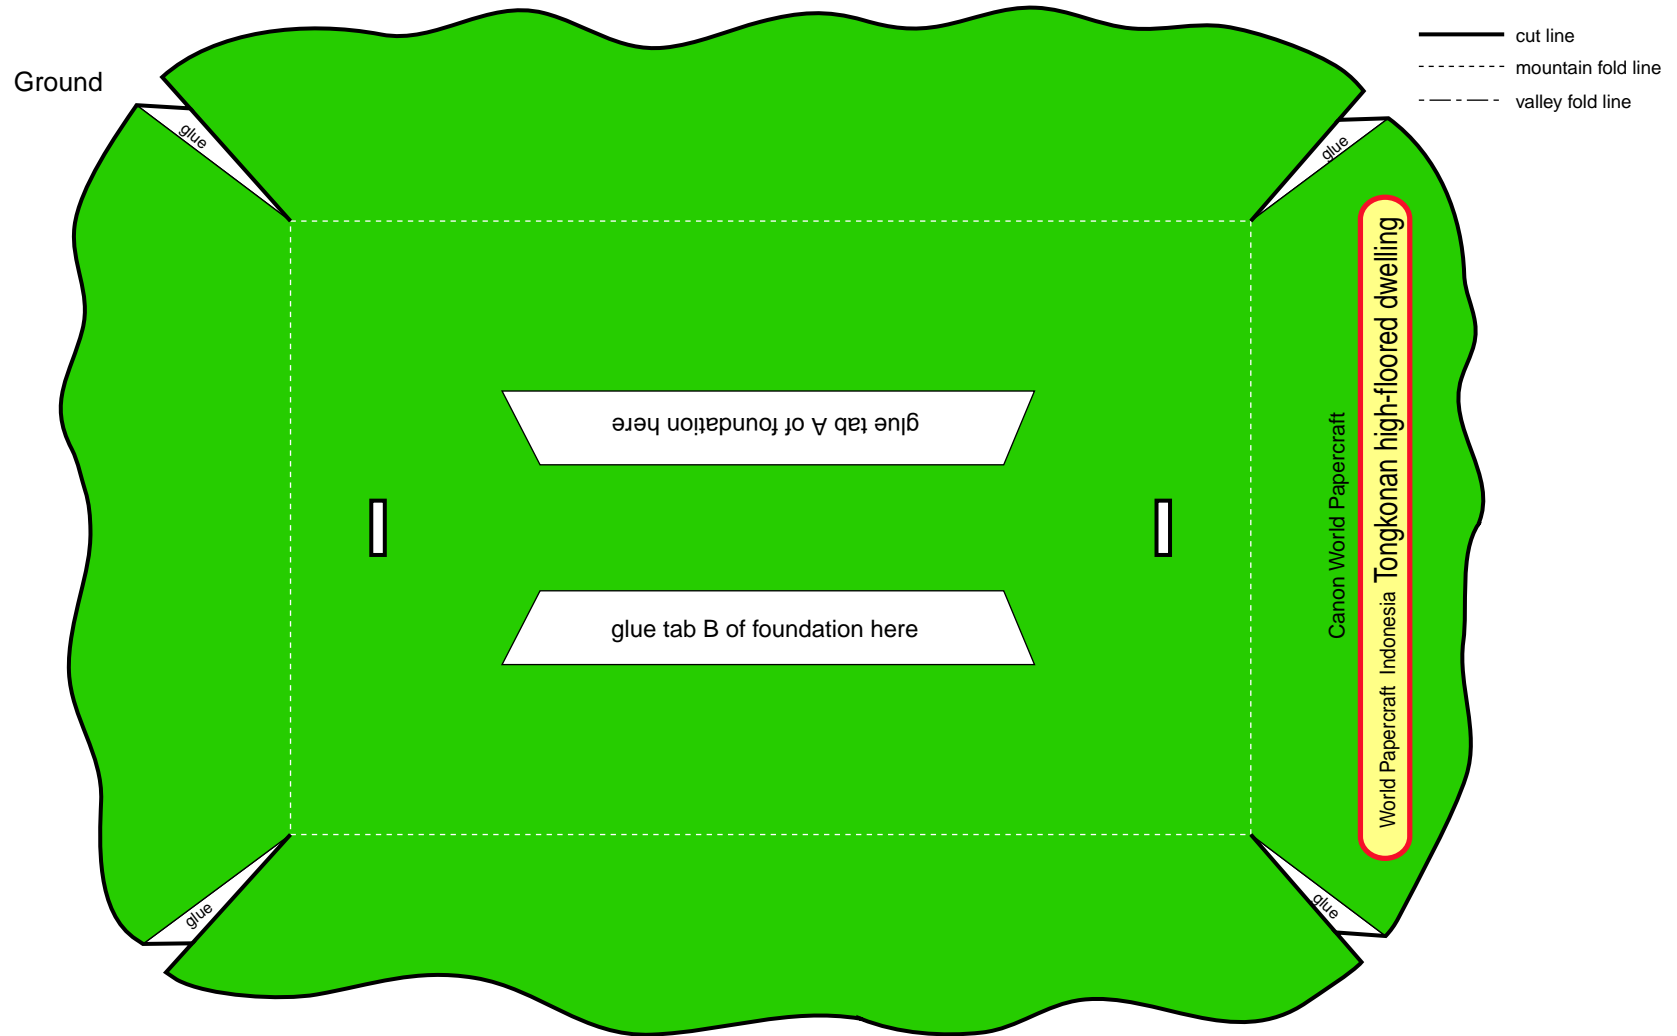 cut line
mountain fold line
valley fold line
Ground
glue
glue
glue tab A of foundation here
glue tab B of foundation here
Canon World Papercraft
World Papercraft Indonesia Tongkonan high-floored dwelling
glue
glue